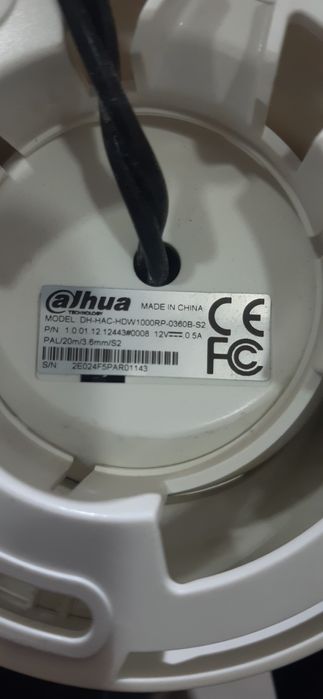 alhua
TECHNOLOGY
MADE IN CHINA
MODEL DH-HAC-HDW1000RP-0360B-S2
P/N 1.0.01.12.12443#0008 12V⎓0.5A
PAL/20m/3.6mm/S2
S/N 2E024F5PAR01143
CE
FC